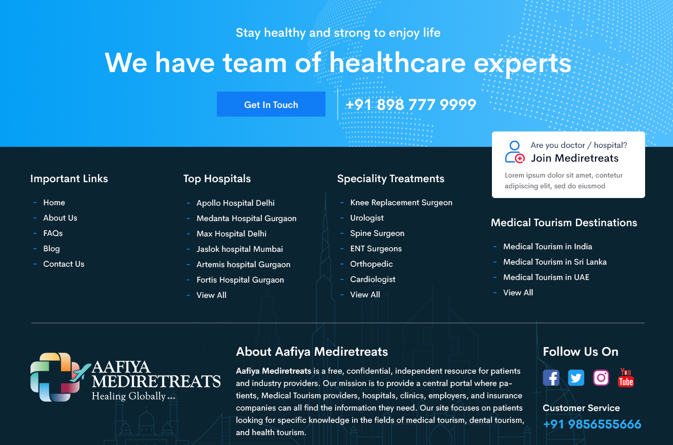 Stay healthy and strong to enjoy life
We have team of healthcare experts
Get In Touch
+91 898 777 9999
Are you doctor / hospital?
Join Mediretreats
Lorem ipsum dolor sit amet, contetur
adipiscing elit, sed do eiusmod
Important Links
- Home
- About Us
- FAQs
- Blog
- Contact Us
Top Hospitals
- Apollo Hospital Delhi
- Medanta Hospital Gurgaon
- Max Hospital Delhi
- Jaslok hospital Mumbai
- Artemis hospital Gurgaon
- Fortis Hospital Gurgaon
- View All
Speciality Treatments
- Knee Replacement Surgeon
- Urologist
- Spine Surgeon
- ENT Surgeons
- Orthopedic
- Cardiologist
- View All
Medical Tourism Destinations
- Medical Tourism in India
- Medical Tourism in Sri Lanka
- Medical Tourism in UAE
- View All
AAFIYA
MEDIRETREATS
Healing Globally...
About Aafiya Mediretreats
Aafiya Mediretreats is a free, confidential, independent resource for patients
and industry providers. Our mission is to provide a central portal where pa-
tients, Medical Tourism providers, hospitals, clinics, employers, and insurance
companies can all find the information they need. Our site focuses on patients
looking for specific knowledge in the fields of medical tourism, dental tourism,
and health tourism.
Follow Us On
You
Tube
Customer Service
+91 9856555666